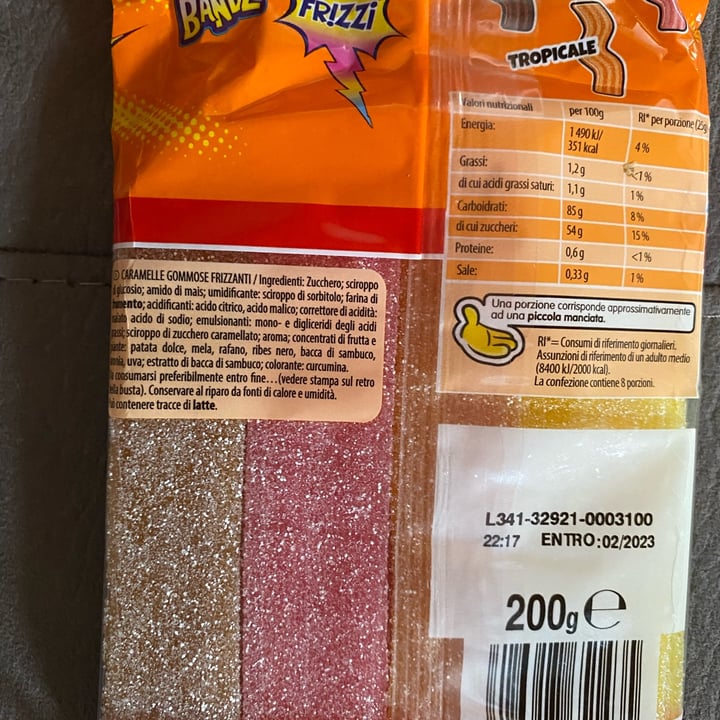 BANDZ
FR!ZZi
TROPICALE
CARAMELLE GOMMOSE FRIZZANTI / Ingredienti: Zucchero; sciroppo
di glucosio; amido di mais; umidificante: sciroppo di sorbitolo; farina di
frumento; acidificanti: acido citrico, acido malico; correttore di acidità:
malato acido di sodio; emulsionanti: mono- e digliceridi degli acidi
grassi; sciroppo di zucchero caramellato; aroma; concentrati di frutta e
piante: patata dolce, mela, rafano, ribes nero, bacca di sambuco,
uva; estratto di bacca di sambuco; colorante: curcumina.
consumarsi preferibilmente entro fine...(vedere stampa sul retro
della busta). Conservare al riparo da fonti di calore e umidità.
contenere tracce di latte.
Valori nutrizionali per 100g RI* per porzione (25g
Energia: 1 490 kJ/
351 kcal 4%
Grassi: 1,2 g <1%
di cui acidi grassi saturi: 1,1 g 1%
Carboidrati: 85 g 8%
di cui zuccheri: 54 g 15%
Proteine: 0,6 g <1%
Sale: 0,33 g 1%
Una porzione corrisponde approssimativamente
ad una piccola manciata.
RI*= Consumi di riferimento giornalieri.
Assunzioni di riferimento di un adulto medio
(8400 kJ/2000 kcal).
La confezione contiene 8 porzioni.
L341-32921-0003100
22:17 ENTRO:02/2023
200g e